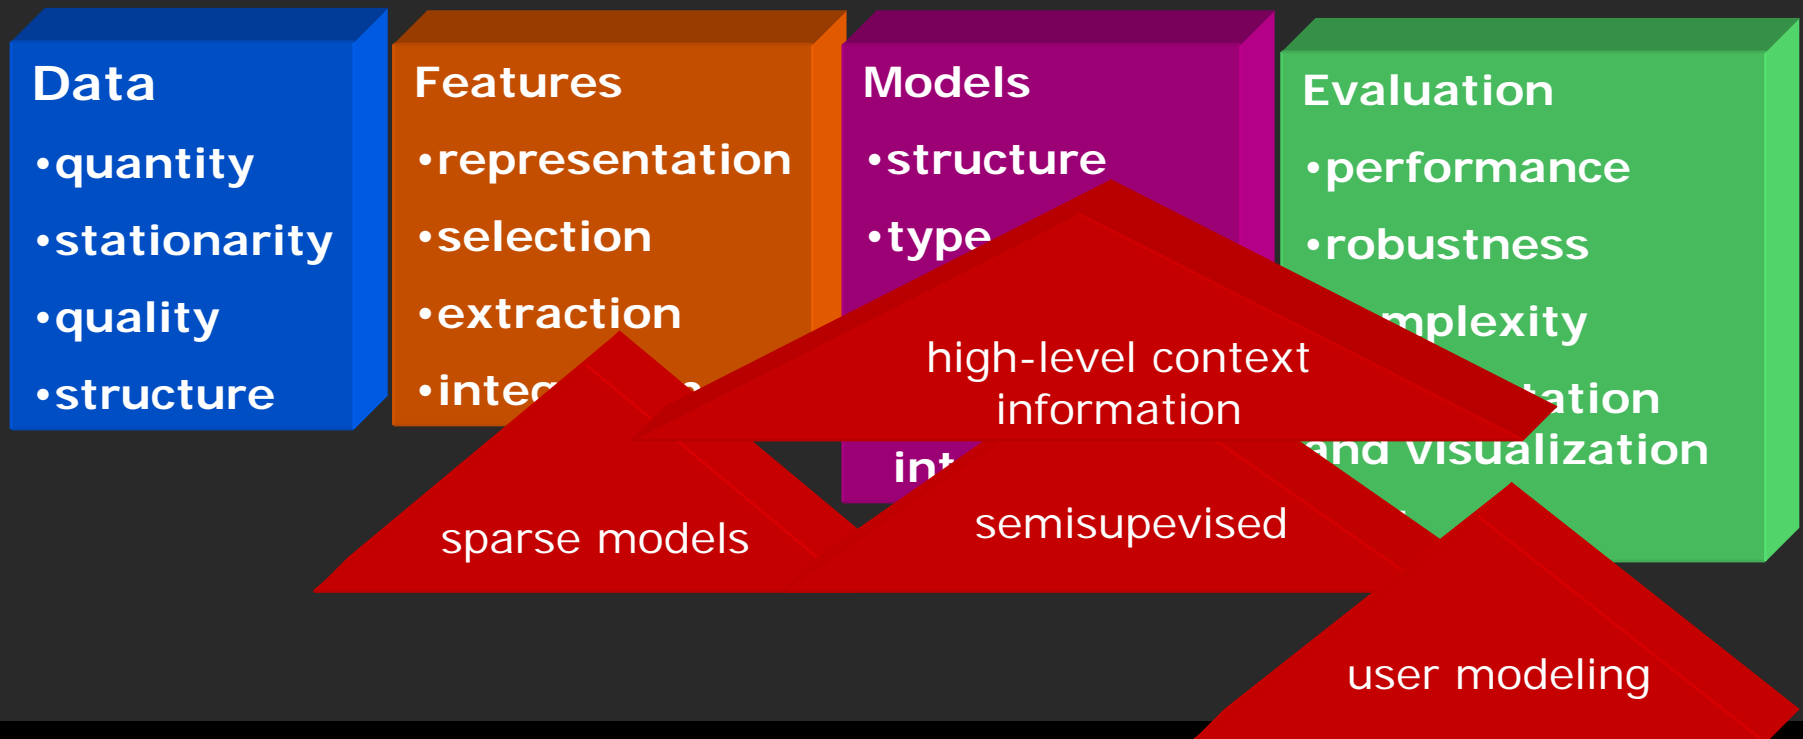 Data
•quantity
•stationarity
•quality
•structure
Features
•representation
•selection
•extraction
Models
•structure
•type
Evaluation
•performance
•robustness
and visualization
high-level context
information
sparse models
semisupevised
user modeling